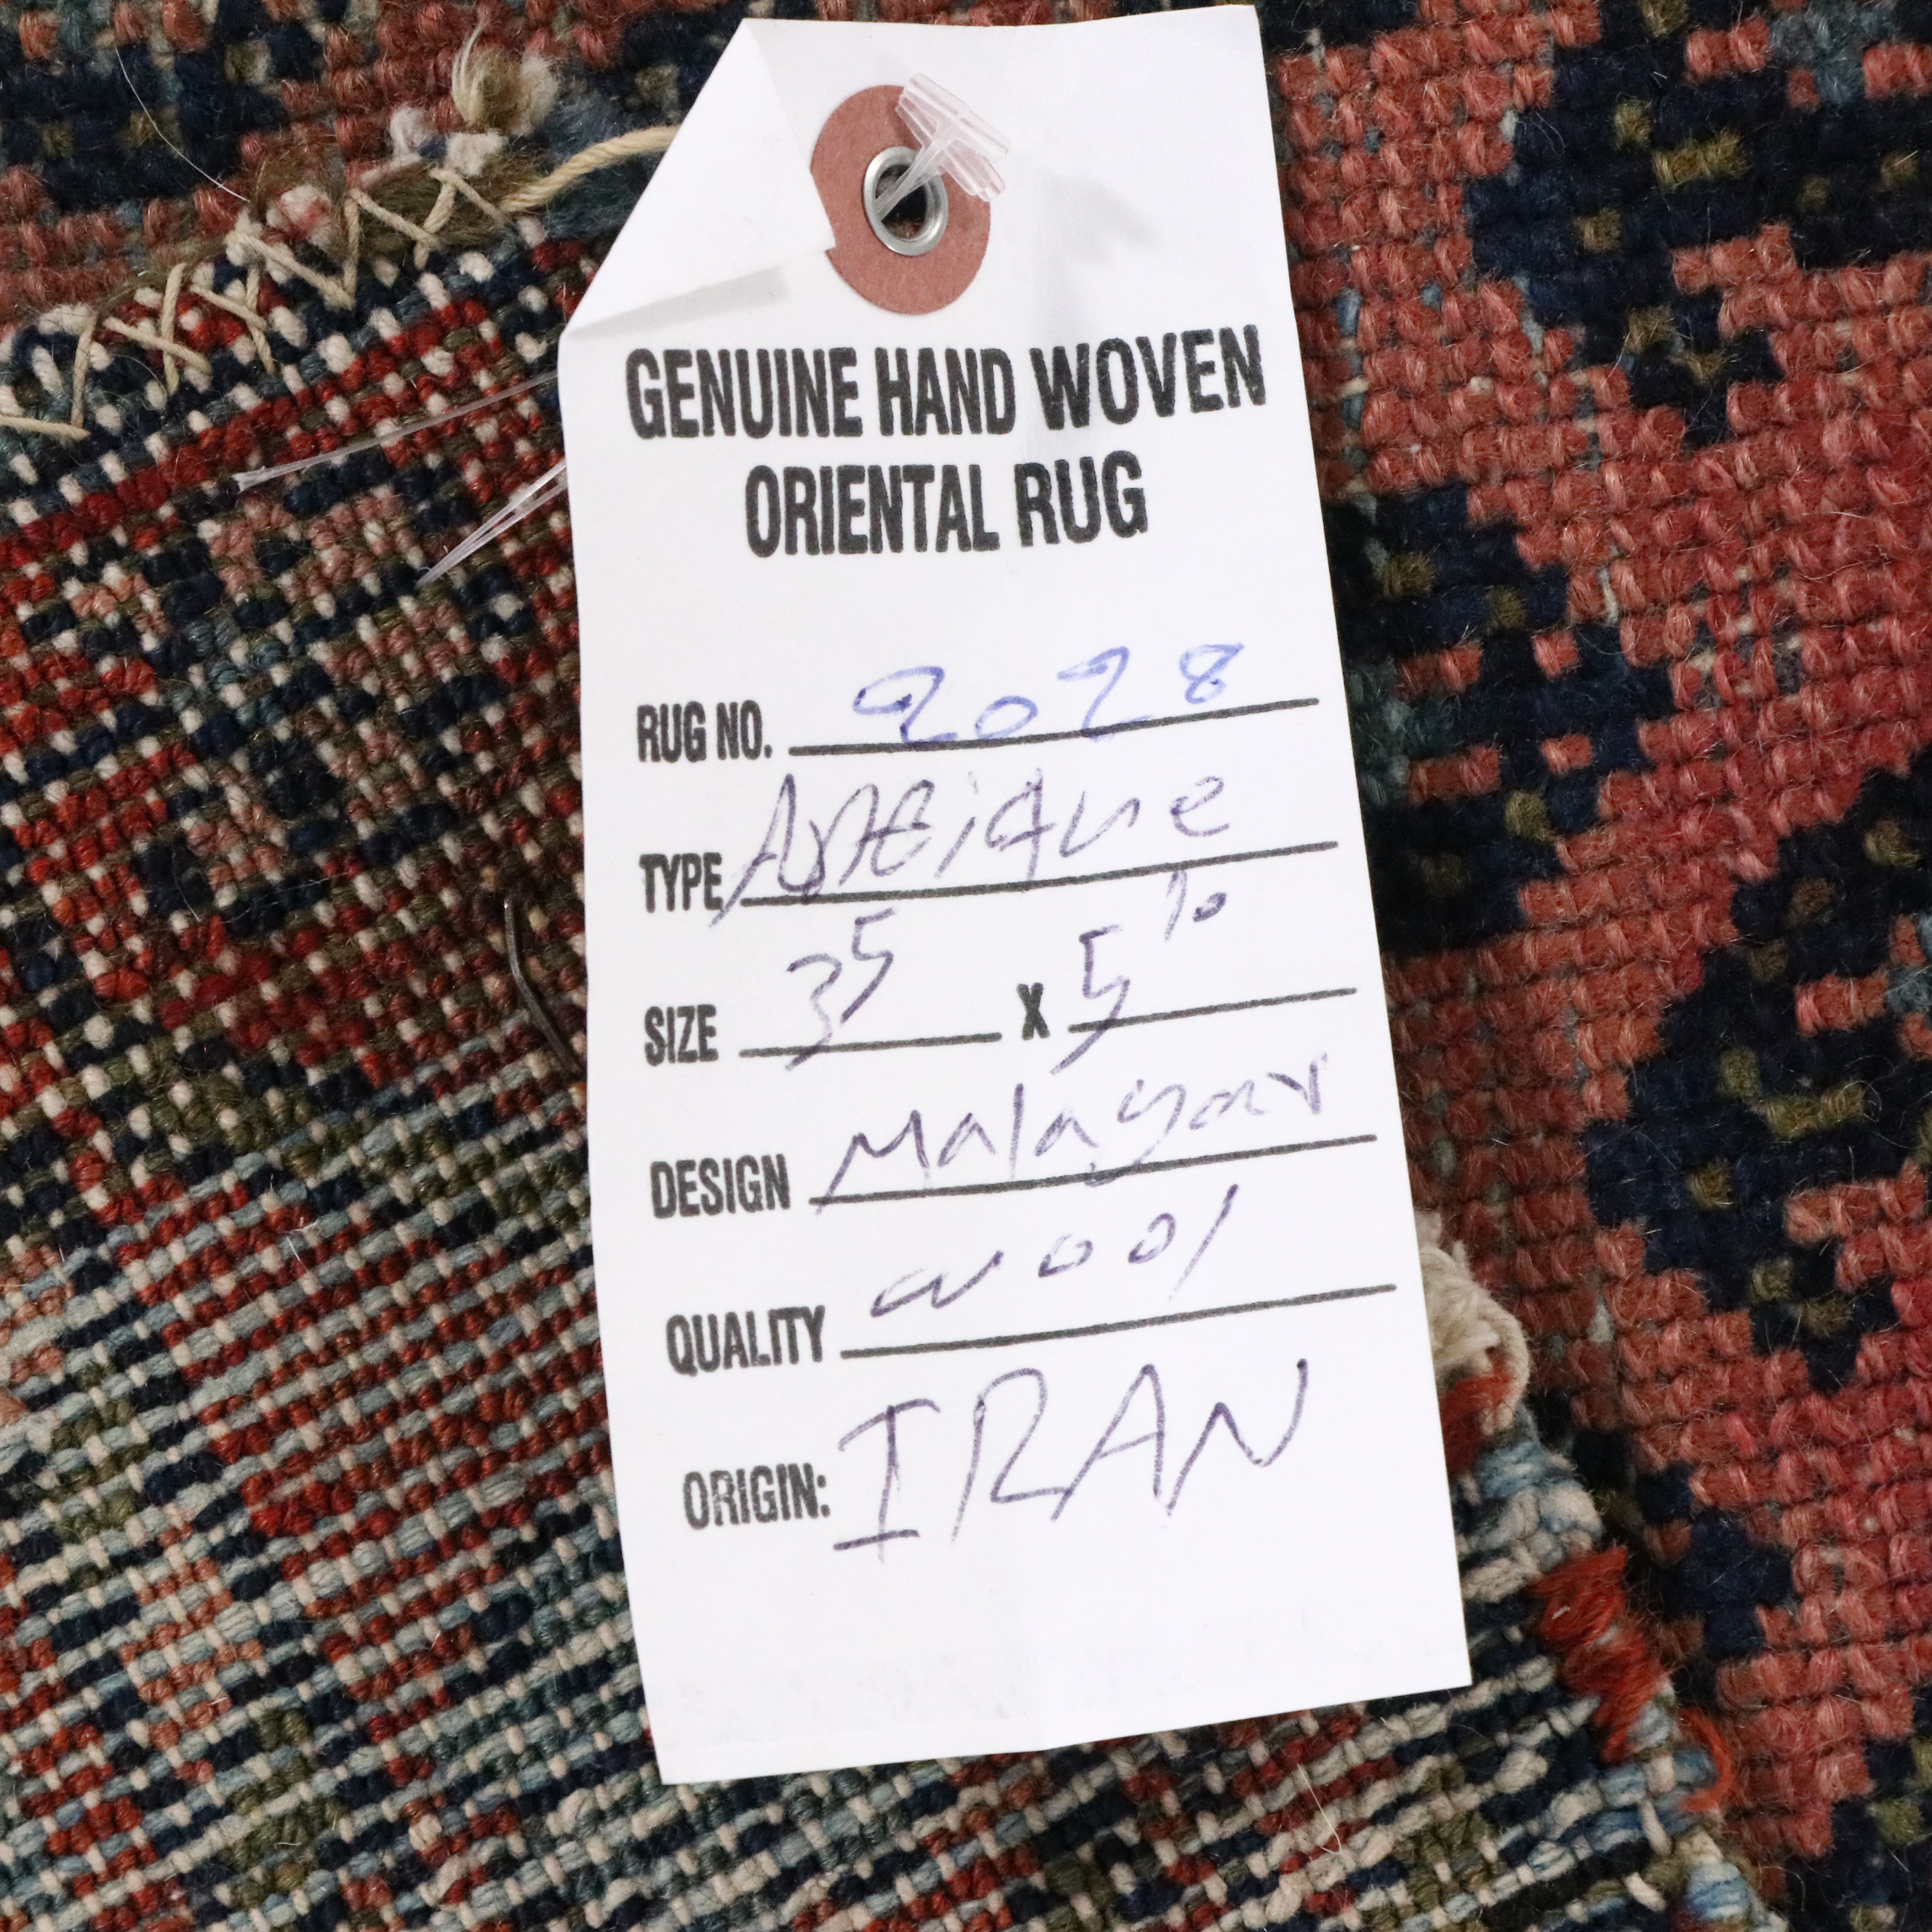 GENUINE HAND WOVEN
ORIENTAL RUG
RUG NO. 2028
TYPE Antique
SIZE 3⁵ X 5¹⁰
DESIGN Malayar
QUALITY wool
ORIGIN: IRAN